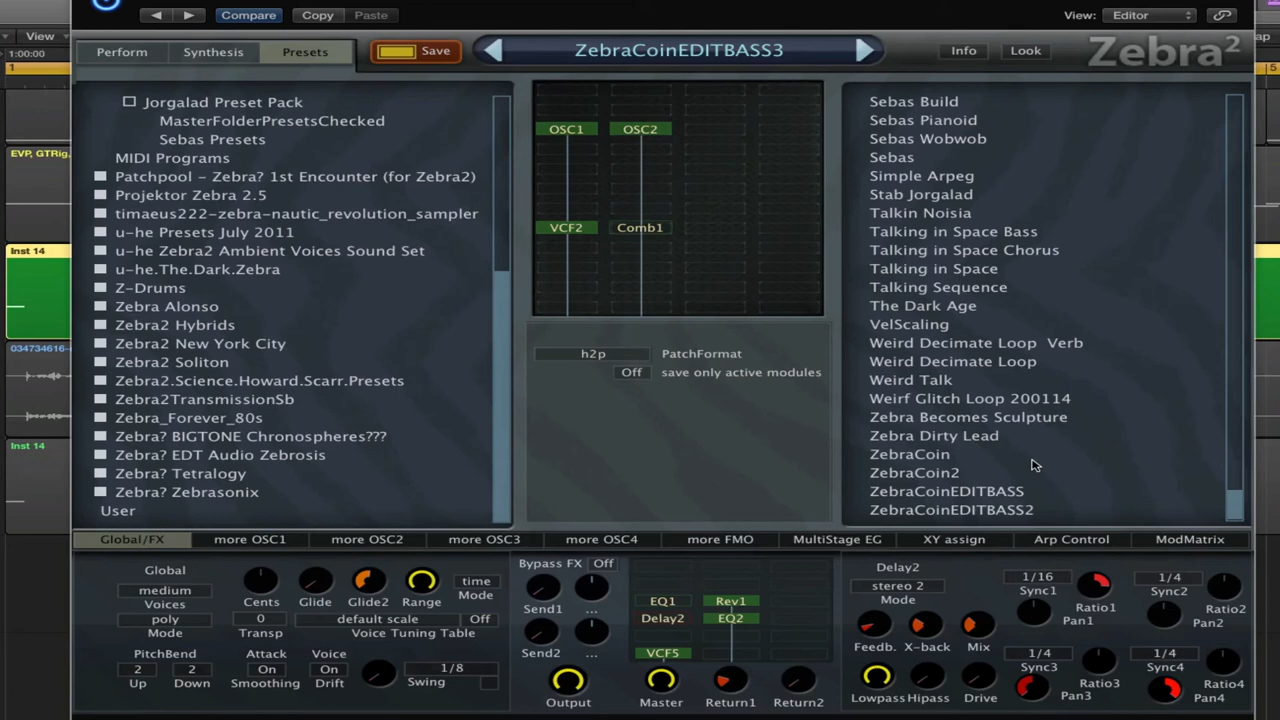 Compare
Copy
Paste
View:
Editor
View
1:00:00
1
5
Perform
Synthesis
Presets
Save
ZebraCoinEDITBASS3
Info
Look
Zebra2
EVP, GTRig,
Inst 14
034734616-
Inst 14
Jorgalad Preset Pack
MasterFolderPresetsChecked
Sebas Presets
MIDI Programs
Patchpool - Zebra? 1st Encounter (for Zebra2)
Projektor Zebra 2.5
timaeus222-zebra-nautic_revolution_sampler
u-he Presets July 2011
u-he Zebra2 Ambient Voices Sound Set
u-he.The.Dark.Zebra
Z-Drums
Zebra Alonso
Zebra2 Hybrids
Zebra2 New York City
Zebra2 Soliton
Zebra2.Science.Howard.Scarr.Presets
Zebra2TransmissionSb
Zebra_Forever_80s
Zebra? BIGTONE Chronospheres???
Zebra? EDT Audio Zebrosis
Zebra? Tetralogy
Zebra? Zebrasonix
User
OSC1
OSC2
VCF2
Comb1
h2p
PatchFormat
Off
save only active modules
Sebas Build
Sebas Pianoid
Sebas Wobwob
Sebas
Simple Arpeg
Stab Jorgalad
Talkin Noisia
Talking in Space Bass
Talking in Space Chorus
Talking in Space
Talking Sequence
The Dark Age
VelScaling
Weird Decimate Loop  Verb
Weird Decimate Loop
Weird Talk
Weirf Glitch Loop 200114
Zebra Becomes Sculpture
Zebra Dirty Lead
ZebraCoin
ZebraCoin2
ZebraCoinEDITBASS
ZebraCoinEDITBASS2
Global/FX
more OSC1
more OSC2
more OSC3
more OSC4
more FMO
MultiStage EG
XY assign
Arp Control
ModMatrix
Global
medium
Voices
poly
Mode
Cents
Glide
Glide2
Range
time
Mode
0
Transp
default scale
Off
Voice Tuning Table
PitchBend
2
2
Up
Down
Attack
On
Smoothing
Voice
On
Drift
1/8
Swing
Bypass FX
Off
Send1
...
Send2
...
Output
EQ1
Rev1
Delay2
EQ2
VCF5
Master
Return1
Return2
Delay2
stereo 2
Mode
Feedb.
X-back
Mix
Lowpass
Hipass
Drive
1/16
Sync1
Ratio1
Pan1
1/4
Sync2
Ratio2
Pan2
1/4
Sync3
Ratio3
Pan3
1/4
Sync4
Ratio4
Pan4